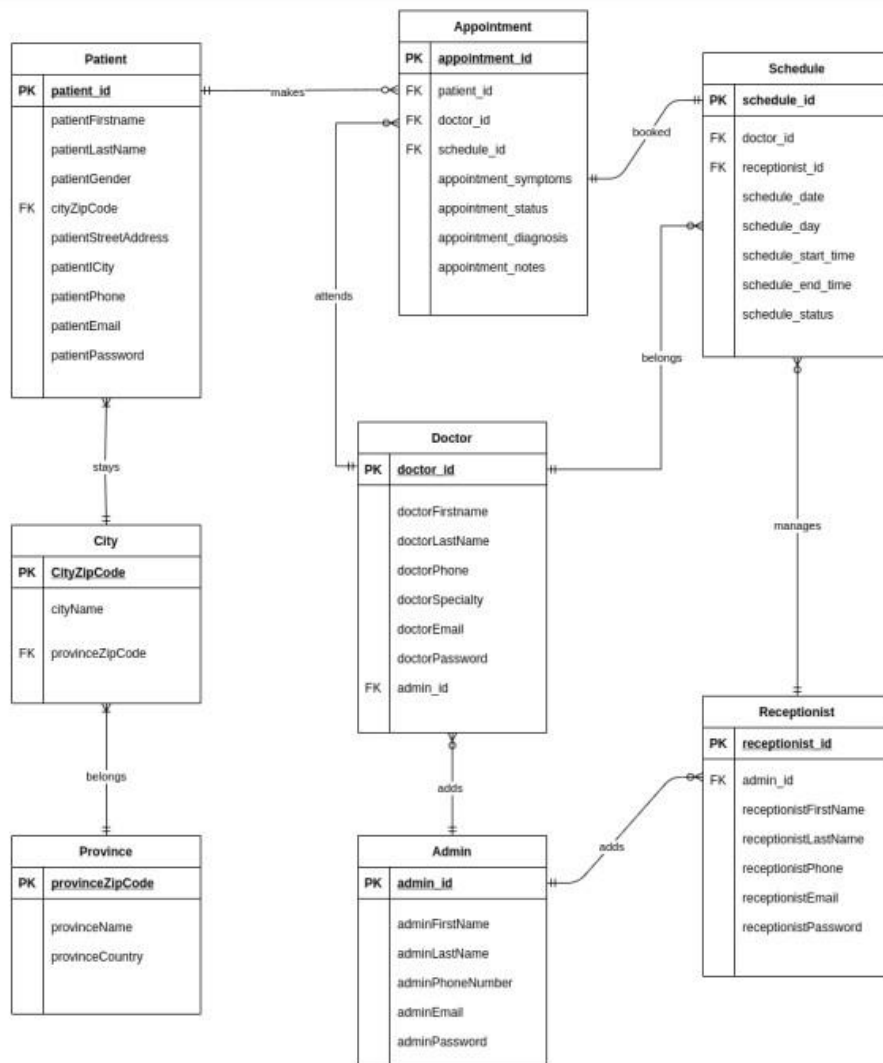 Patient
PK patient_id
patientFirstname
patientLastName
patientGender
FK cityZipCode
patientStreetAddress
patientICity
patientPhone
patientEmail
patientPassword
makes
Appointment
PK appointment_id
FK patient_id
FK doctor_id
FK schedule_id
appointment_symptoms
appointment_status
appointment_diagnosis
appointment_notes
booked
Schedule
PK schedule_id
FK doctor_id
FK receptionist_id
schedule_date
schedule_day
schedule_start_time
schedule_end_time
schedule_status
attends
belongs
stays
Doctor
PK doctor_id
doctorFirstname
doctorLastName
doctorPhone
doctorSpecialty
doctorEmail
doctorPassword
FK admin_id
manages
City
PK CityZipCode
cityName
FK provinceZipCode
belongs
adds
Receptionist
PK receptionist_id
FK admin_id
receptionistFirstName
receptionistLastName
receptionistPhone
receptionistEmail
receptionistPassword
adds
Province
PK provinceZipCode
provinceName
provinceCountry
Admin
PK admin_id
adminFirstName
adminLastName
adminPhoneNumber
adminEmail
adminPassword